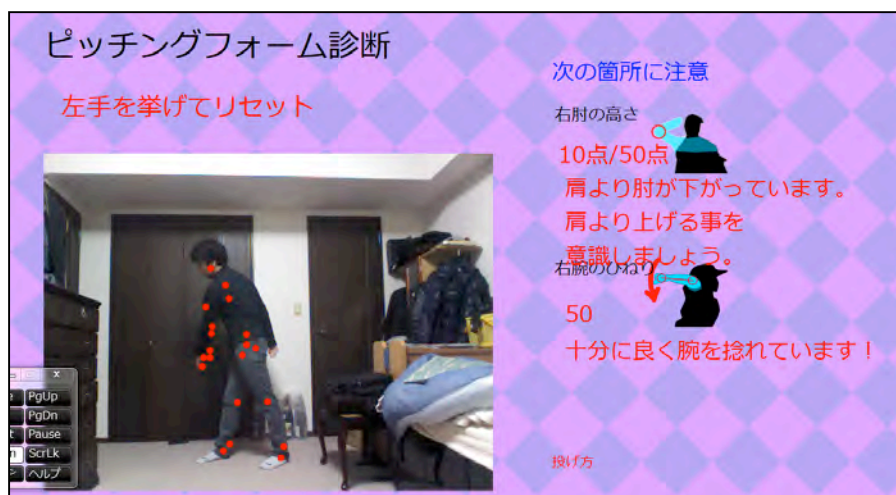 ピッチングフォーム診断
左手を挙げてリセット
次の箇所に注意
右肘の高さ
10点/50点
肩より肘が下がっています。
肩より上げる事を
意識しましょう。
右腕のひねり
50
十分に良く腕を捻れています！
投げ方
x
PgUp
PgDn
Pause
ScrLk
ヘルプ